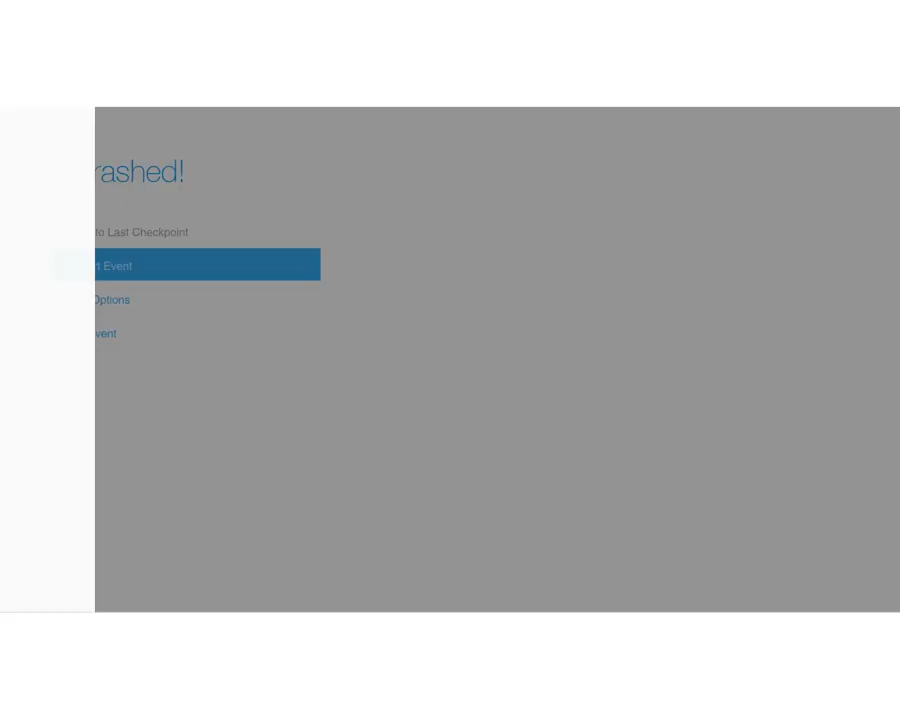 rashed!
to Last Checkpoint
t Event
Options
vent